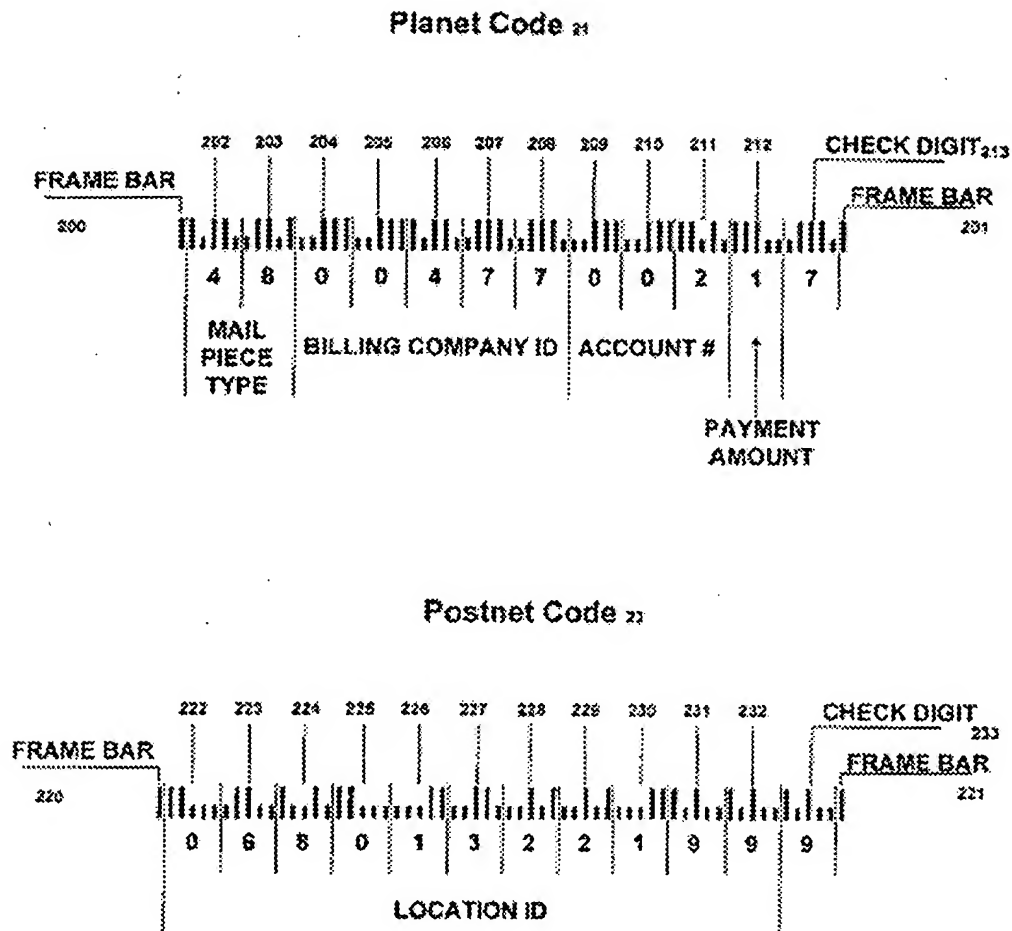 Planet Code 21
202 203 204 205 206 207 208 209 210 211 212 CHECK DIGIT 213
FRAME BAR FRAME BAR
200 201
4 8 0 0 4 7 7 0 0 2 1 7
MAIL PIECE TYPE BILLING COMPANY ID ACCOUNT #
PAYMENT AMOUNT
Postnet Code 22
222 223 224 225 226 227 228 229 230 231 232 CHECK DIGIT 233
FRAME BAR FRAME BAR
220 221
0 6 8 0 1 3 2 2 1 9 9 9
LOCATION ID